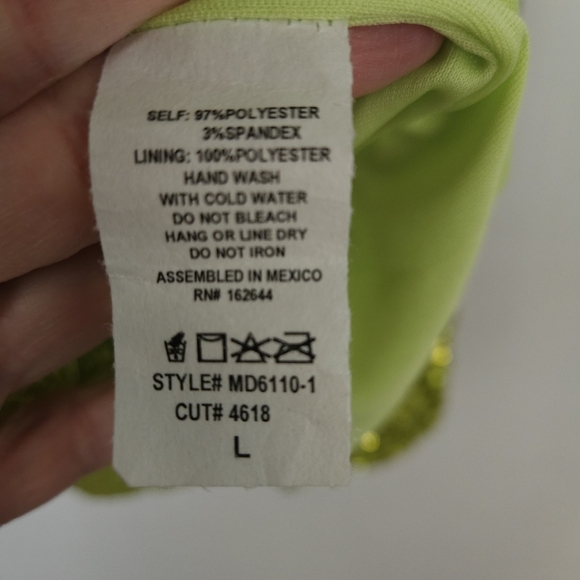 SELF: 97%POLYESTER
3%SPANDEX
LINING: 100%POLYESTER
HAND WASH
WITH COLD WATER
DO NOT BLEACH
HANG OR LINE DRY
DO NOT IRON
ASSEMBLED IN MEXICO
RN# 162644
STYLE# MD6110-1
CUT# 4618
L